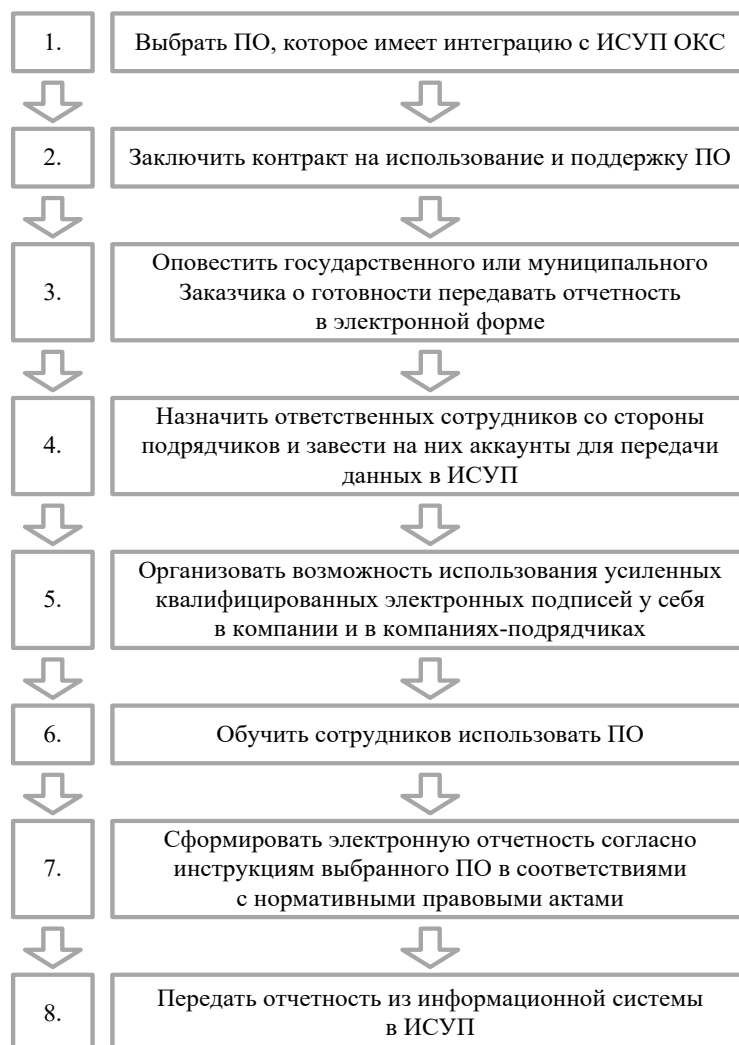 1.
Выбрать ПО, которое имеет интеграцию с ИСУП ОКС
2.
Заключить контракт на использование и поддержку ПО
3.
Оповестить государственного или муниципального
Заказчика о готовности передавать отчетность
в электронной форме
4.
Назначить ответственных сотрудников со стороны
подрядчиков и завести на них аккаунты для передачи
данных в ИСУП
5.
Организовать возможность использования усиленных
квалифицированных электронных подписей у себя
в компании и в компаниях-подрядчиках
6.
Обучить сотрудников использовать ПО
7.
Сформировать электронную отчетность согласно
инструкциям выбранного ПО в соответствиями
с нормативными правовыми актами
8.
Передать отчетность из информационной системы
в ИСУП